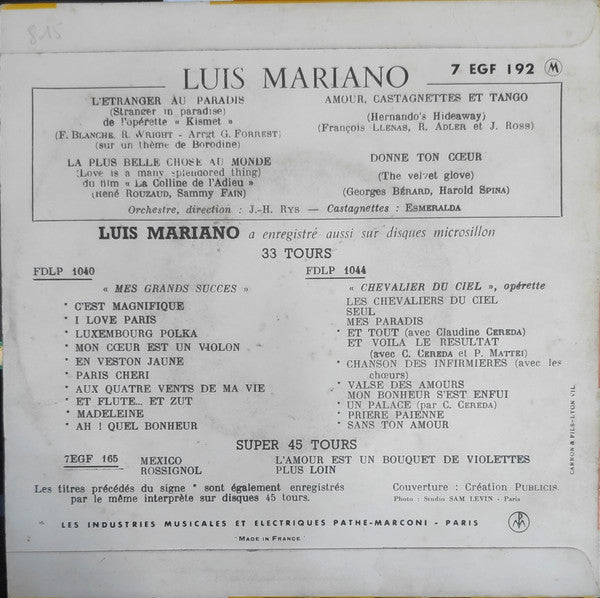 815
LUIS MARIANO
7 EGF 192 M
L'ETRANGER AU PARADIS
(Stranger in paradise)
de l'opérette « Kismet »
(F. BLANCHE, R. WRIGHT - Arrgt G. FORREST)
(sur un thème de Borodine)
LA PLUS BELLE CHOSE AU MONDE
(Love is a many splendored thing)
du film « La Colline de l'Adieu »
(René ROUZAUD, Sammy FAIN)
AMOUR, CASTAGNETTES ET TANGO
(Hernando's Hideaway)
(François LLENAS, R. ADLER et J. ROSS)
DONNE TON CŒUR
(The velvet glove)
(Georges BÉRARD, Harold SPINA)
Orchestre, direction : J.-H. RYS — Castagnettes : ESMERALDA
LUIS MARIANO a enregistré aussi sur disques microsillon
33 TOURS
FDLP 1040
« MES GRANDS SUCCES »
* C'EST MAGNIFIQUE
* I LOVE PARIS
* LUXEMBOURG POLKA
* MON CŒUR EST UN VIOLON
* EN VESTON JAUNE
* PARIS CHERI
* AUX QUATRE VENTS DE MA VIE
* ET FLUTE... ET ZUT
* MADELEINE
* AH ! QUEL BONHEUR
FDLP 1044
« CHEVALIER DU CIEL », opérette
LES CHEVALIERS DU CIEL
SEUL
MES PARADIS
* ET TOUT (avec Claudine CEREDA)
ET VOILA LE RESULTAT
(avec C. CEREDA et P. MATTEI)
* CHANSON DES INFIRMIERES (avec les
chœurs)
* VALSE DES AMOURS
MON BONHEUR S'EST ENFUI
* UN PALACE (par C. CEREDA)
* PRIERE PAIENNE
* SANS TON AMOUR
SUPER 45 TOURS
7EGF 165
MEXICO
ROSSIGNOL
L'AMOUR EST UN BOUQUET DE VIOLETTES
PLUS LOIN
Les titres précédés du signe * sont également enregistrés
par le même interprète sur disques 45 tours.
Couverture : Création PUBLICIS.
Photo : Studio SAM LEVIN - Paris
CARRON & FILS-LYON VIL.
LES INDUSTRIES MUSICALES ET ELECTRIQUES PATHE-MARCONI - PARIS
"MADE IN FRANCE"